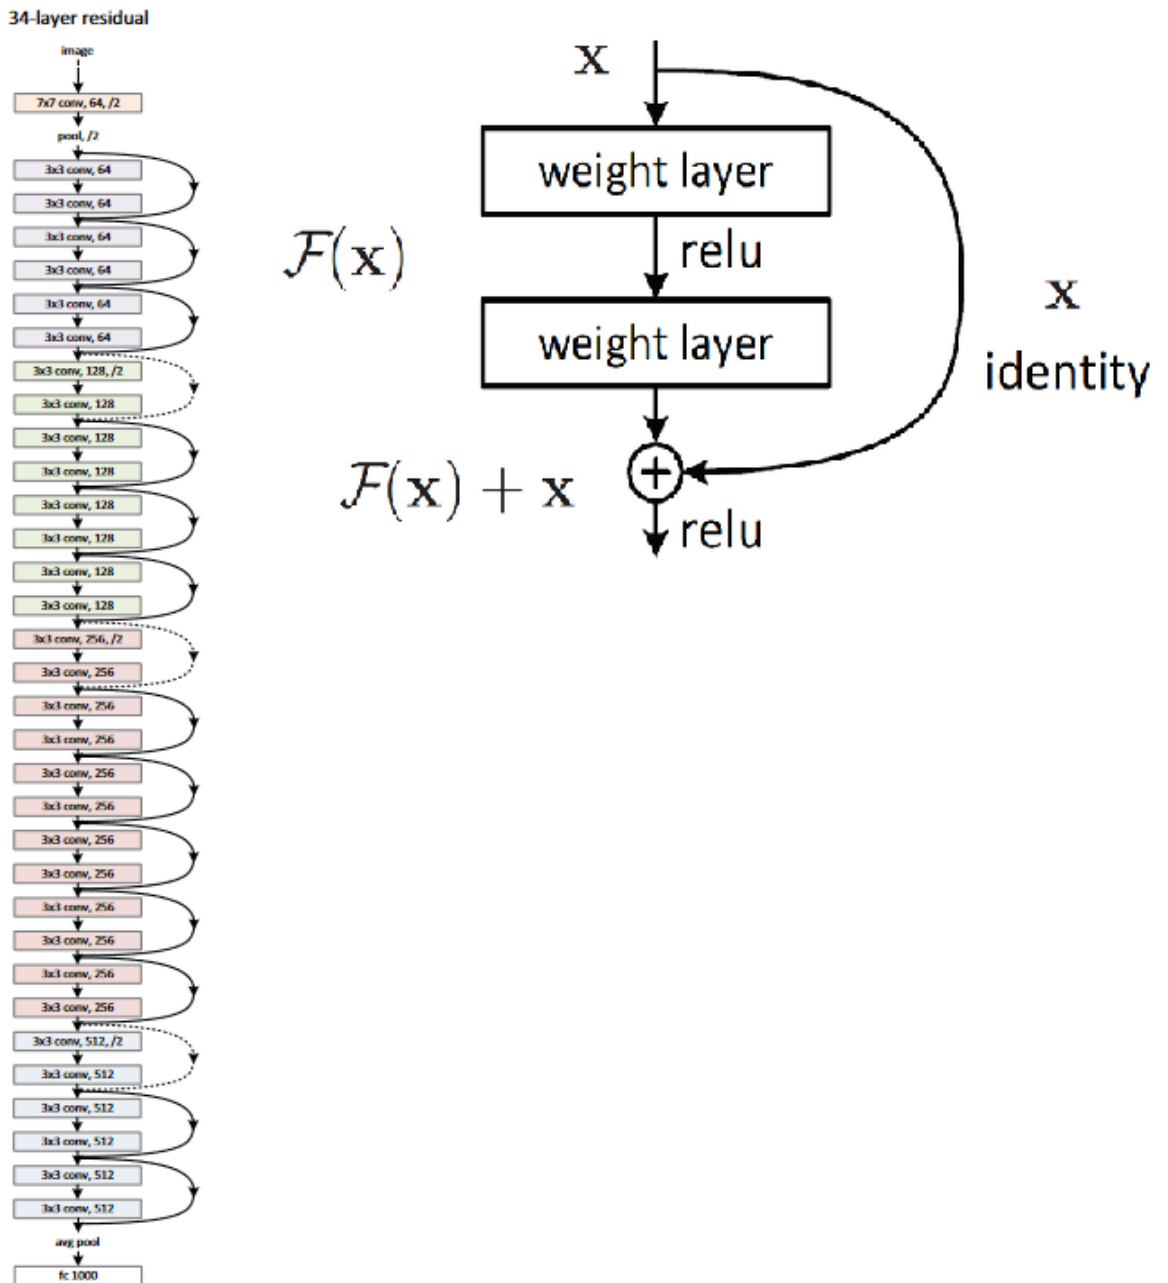 34-layer residual
image
7x7 conv, 64, /2
pool, /2
3x3 conv, 64
3x3 conv, 64
3x3 conv, 64
3x3 conv, 64
3x3 conv, 64
3x3 conv, 64
3x3 conv, 128, /2
3x3 conv, 128
3x3 conv, 128
3x3 conv, 128
3x3 conv, 128
3x3 conv, 128
3x3 conv, 128
3x3 conv, 128
3x3 conv, 256, /2
3x3 conv, 256
3x3 conv, 256
3x3 conv, 256
3x3 conv, 256
3x3 conv, 256
3x3 conv, 256
3x3 conv, 256
3x3 conv, 256
3x3 conv, 256
3x3 conv, 256
3x3 conv, 256
3x3 conv, 512, /2
3x3 conv, 512
3x3 conv, 512
3x3 conv, 512
3x3 conv, 512
3x3 conv, 512
avg pool
fc 1000
x
weight layer
F(x)
relu
x
weight layer
identity
F(x) + x
+
relu